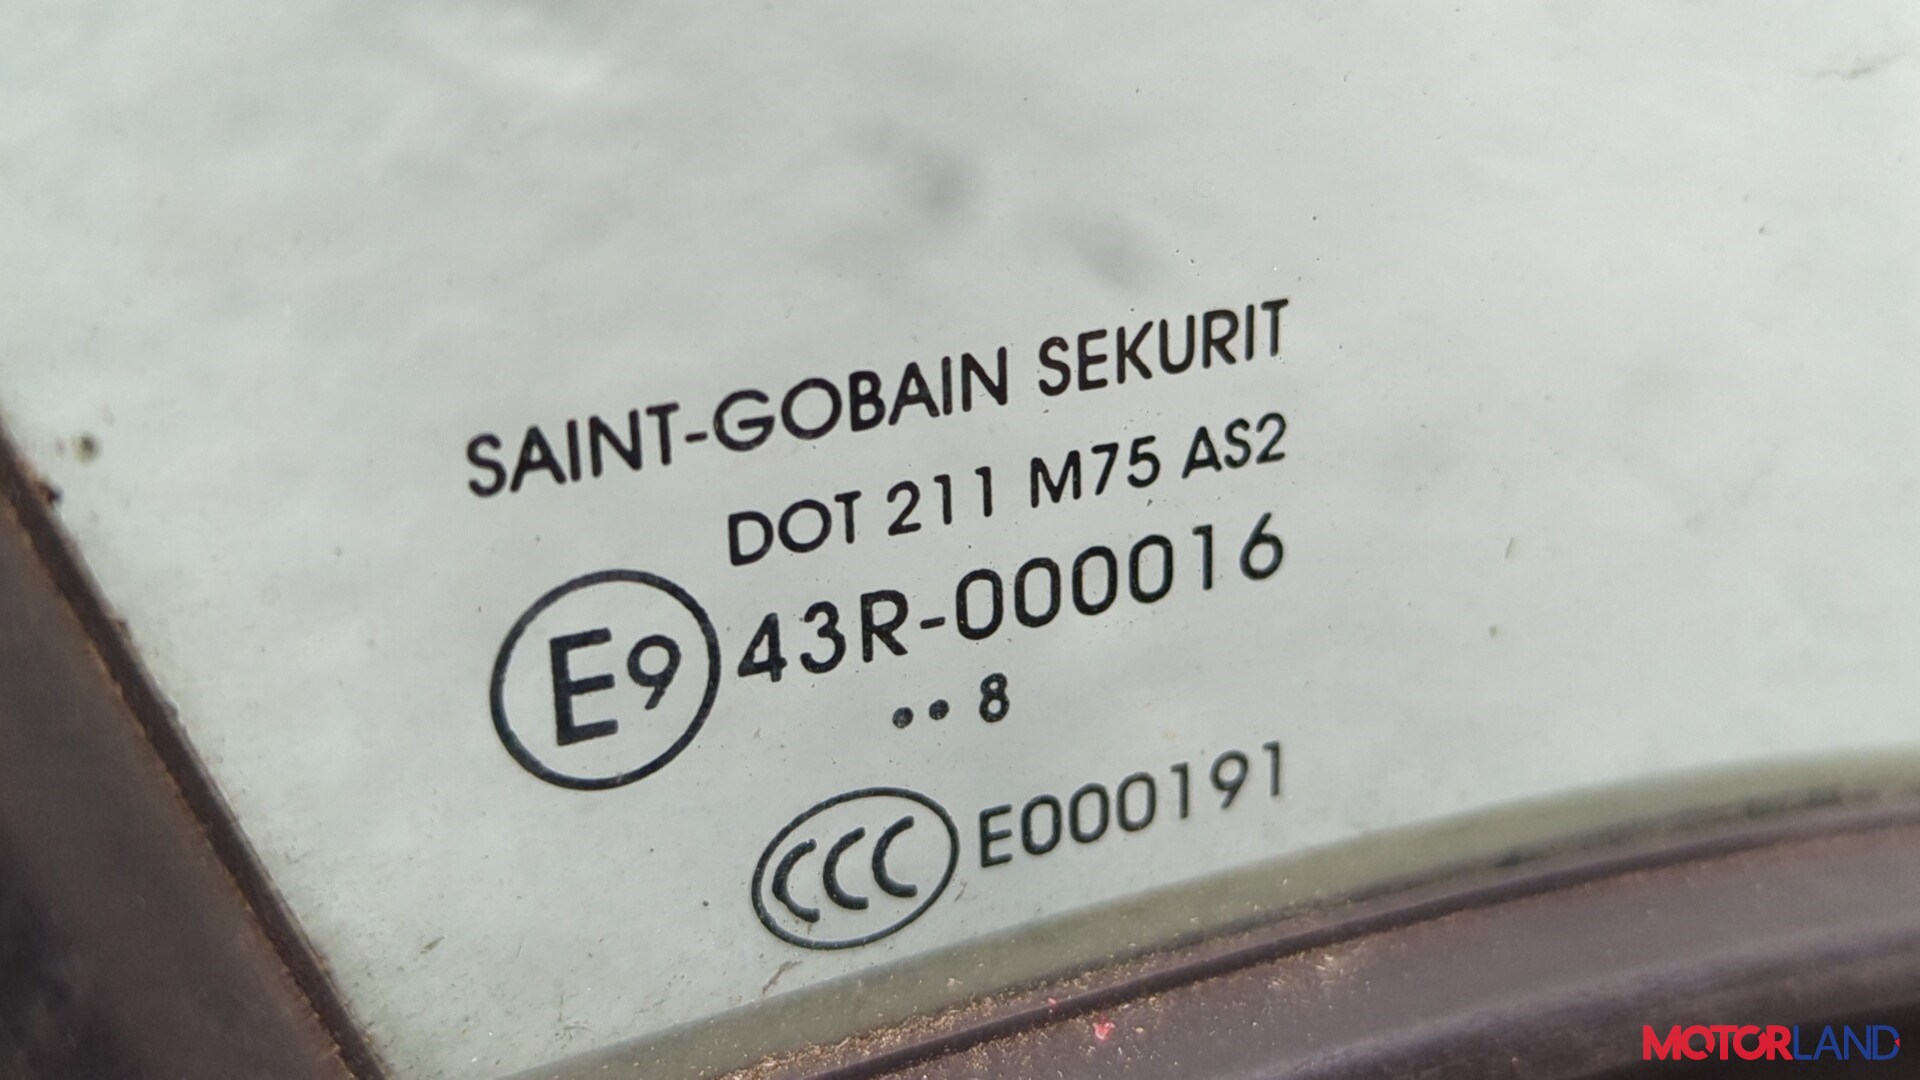 SAINT-GOBAIN SEKURIT
DOT 211 M75 AS2
E9 43R-000016
•• 8
CCC E000191
MOTORLAND